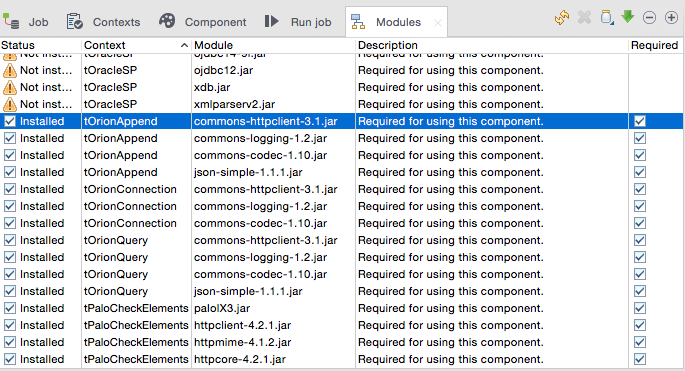 Job Contexts Component Run job Modules
Status Context Module Description Required
Not inst... tOracleSP ojdbc14-9i.jar Required for using this component.
Not inst... tOracleSP ojdbc12.jar Required for using this component.
Not inst... tOracleSP xdb.jar Required for using this component.
Not inst... tOracleSP xmlparserv2.jar Required for using this component.
Installed tOrionAppend commons-httpclient-3.1.jar Required for using this component.
Installed tOrionAppend commons-logging-1.2.jar Required for using this component.
Installed tOrionAppend commons-codec-1.10.jar Required for using this component.
Installed tOrionAppend json-simple-1.1.1.jar Required for using this component.
Installed tOrionConnection commons-httpclient-3.1.jar Required for using this component.
Installed tOrionConnection commons-logging-1.2.jar Required for using this component.
Installed tOrionConnection commons-codec-1.10.jar Required for using this component.
Installed tOrionQuery commons-httpclient-3.1.jar Required for using this component.
Installed tOrionQuery commons-logging-1.2.jar Required for using this component.
Installed tOrionQuery commons-codec-1.10.jar Required for using this component.
Installed tOrionQuery json-simple-1.1.1.jar Required for using this component.
Installed tPaloCheckElements palolX3.jar Required for using this component.
Installed tPaloCheckElements httpclient-4.2.1.jar Required for using this component.
Installed tPaloCheckElements httpmime-4.1.2.jar Required for using this component.
Installed tPaloCheckElements httpcore-4.2.1.jar Required for using this component.